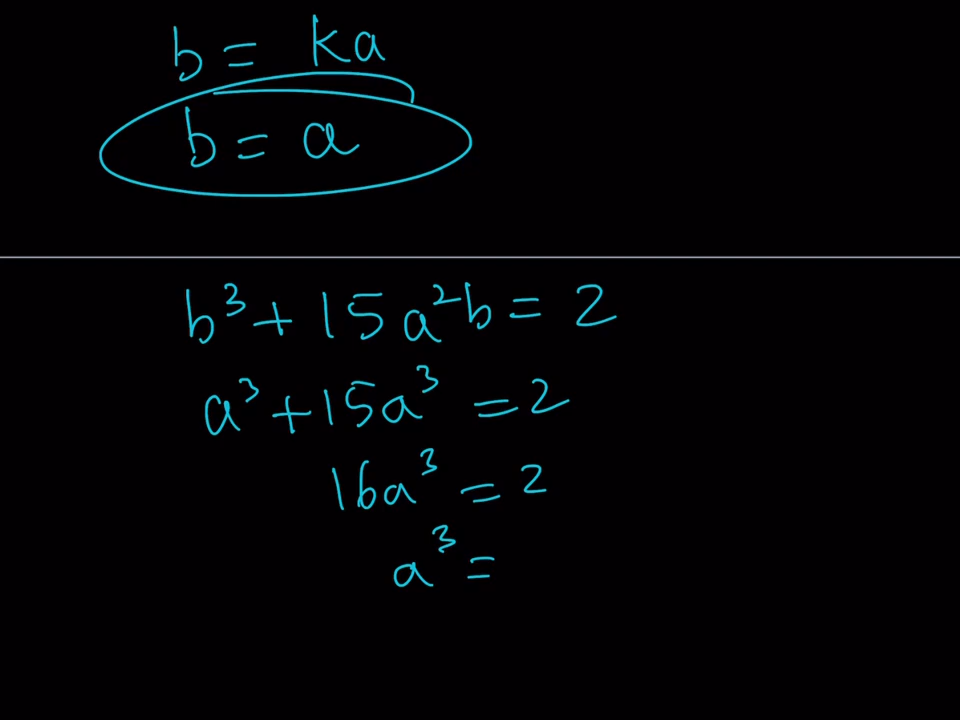 b = ka
b = a
b³ + 15a²b = 2
a³ + 15a³ = 2
16a³ = 2
a³ =